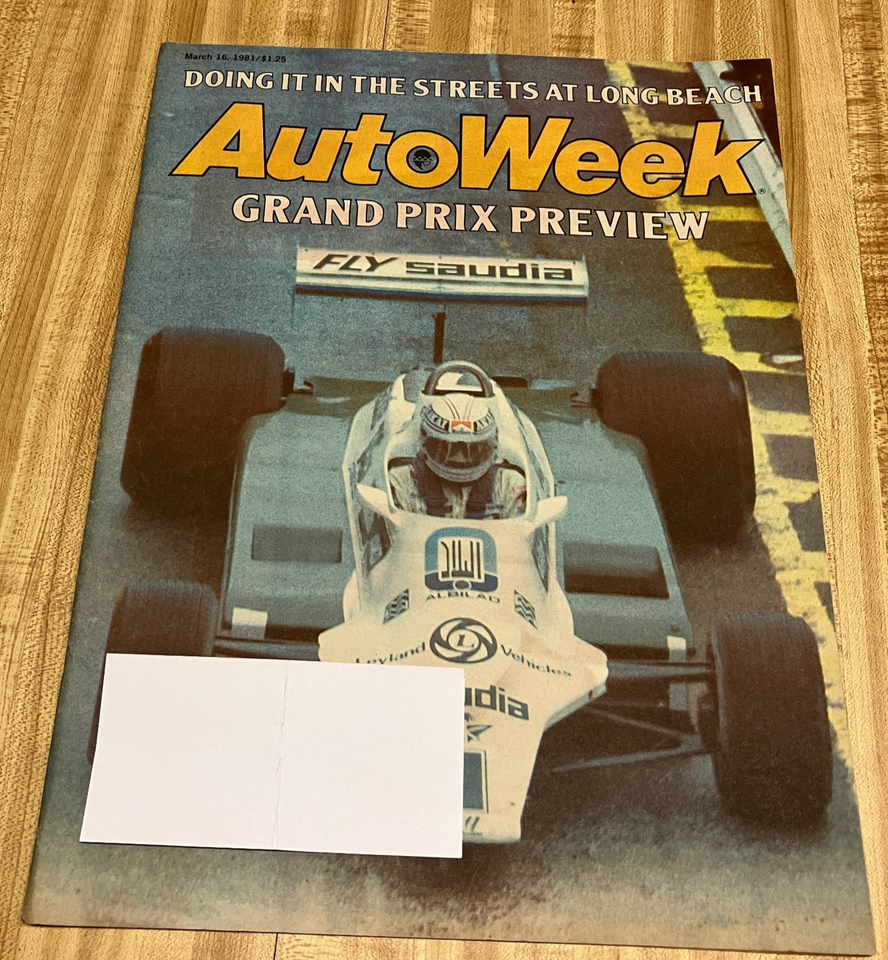 March 16, 1981/$1.25
DOING IT IN THE STREETS AT LONG BEACH
AutoWeek
GRAND PRIX PREVIEW
FLY saudia
ALBILAD
L
Leyland Vehicles
udia